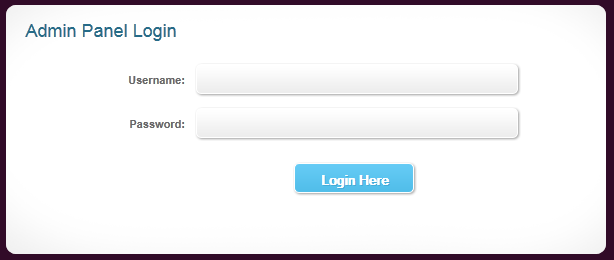 Admin Panel Login
Username:
Password:
Login Here